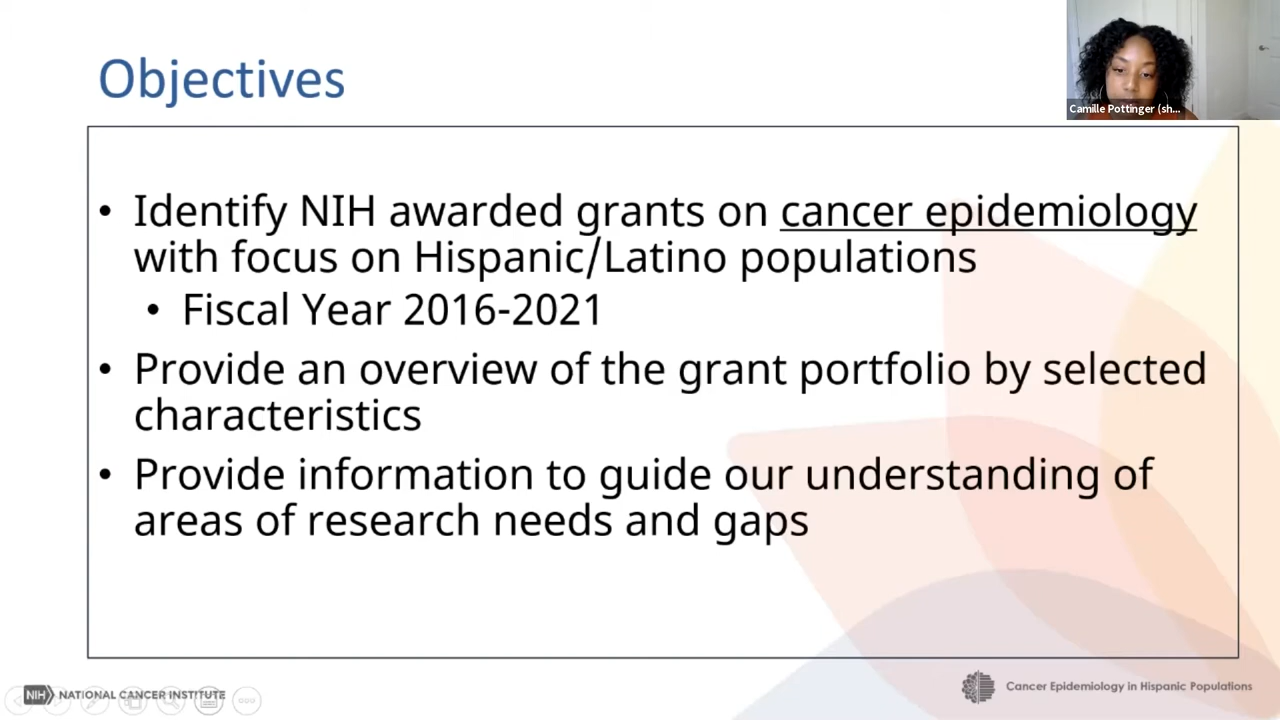 Objectives
Camille Pottinger (sh...
• Identify NIH awarded grants on cancer epidemiology
with focus on Hispanic/Latino populations
• Fiscal Year 2016-2021
• Provide an overview of the grant portfolio by selected
characteristics
• Provide information to guide our understanding of
areas of research needs and gaps
NIH NATIONAL CANCER INSTITUTE
Cancer Epidemiology in Hispanic Populations